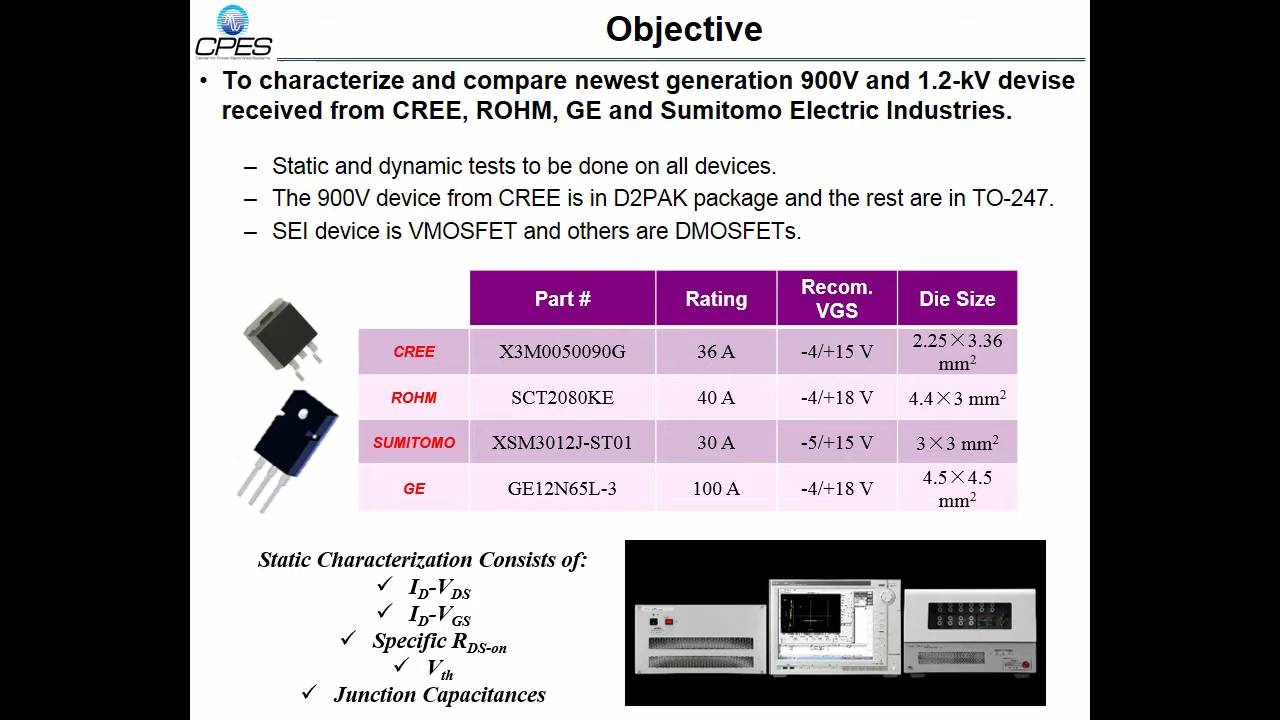 CPES
Center for Power Electronics Systems
Objective
• To characterize and compare newest generation 900V and 1.2-kV devise
received from CREE, ROHM, GE and Sumitomo Electric Industries.
– Static and dynamic tests to be done on all devices.
– The 900V device from CREE is in D2PAK package and the rest are in TO-247.
– SEI device is VMOSFET and others are DMOSFETs.
Part # Rating Recom. VGS Die Size
CREE X3M0050090G 36 A -4/+15 V 2.25×3.36 mm²
ROHM SCT2080KE 40 A -4/+18 V 4.4×3 mm²
SUMITOMO XSM3012J-ST01 30 A -5/+15 V 3×3 mm²
GE GE12N65L-3 100 A -4/+18 V 4.5×4.5 mm²
Static Characterization Consists of:
✓ I_D-V_DS
✓ I_D-V_GS
✓ Specific R_DS-on
✓ V_th
✓ Junction Capacitances